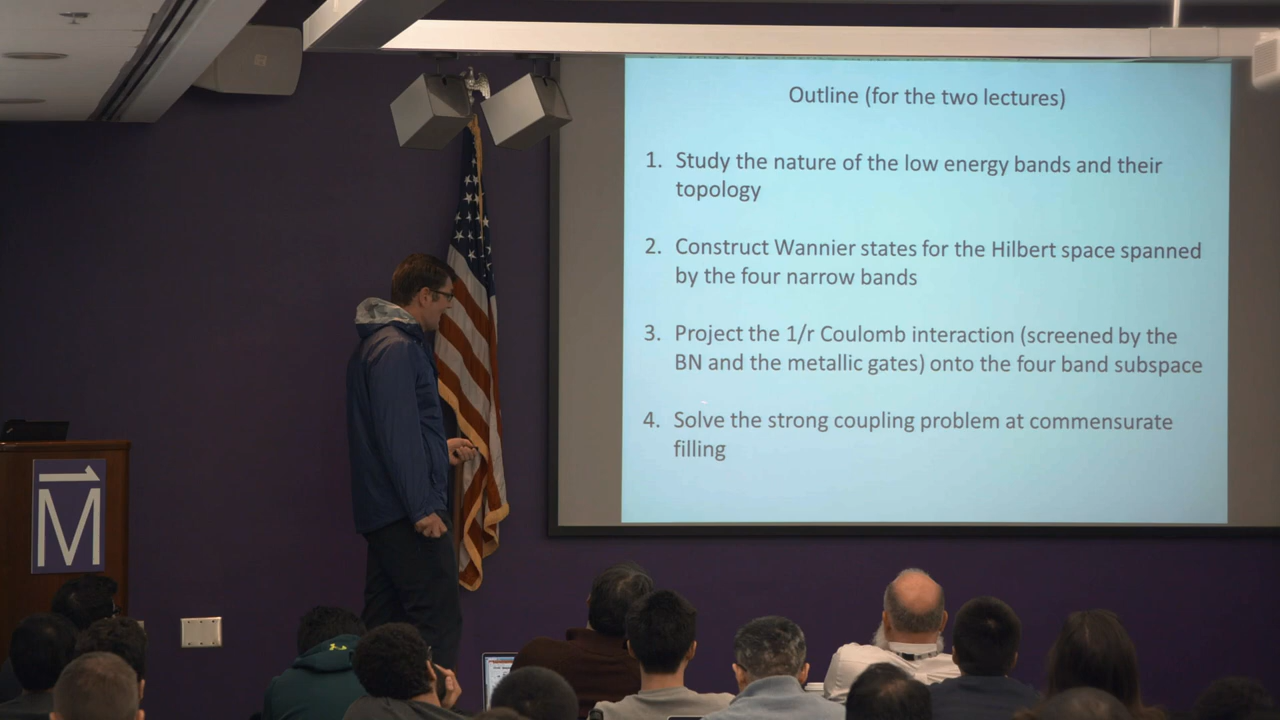 Outline (for the two lectures)
1. Study the nature of the low energy bands and their
topology
2. Construct Wannier states for the Hilbert space spanned
by the four narrow bands
3. Project the 1/r Coulomb interaction (screened by the
BN and the metallic gates) onto the four band subspace
4. Solve the strong coupling problem at commensurate
filling
M